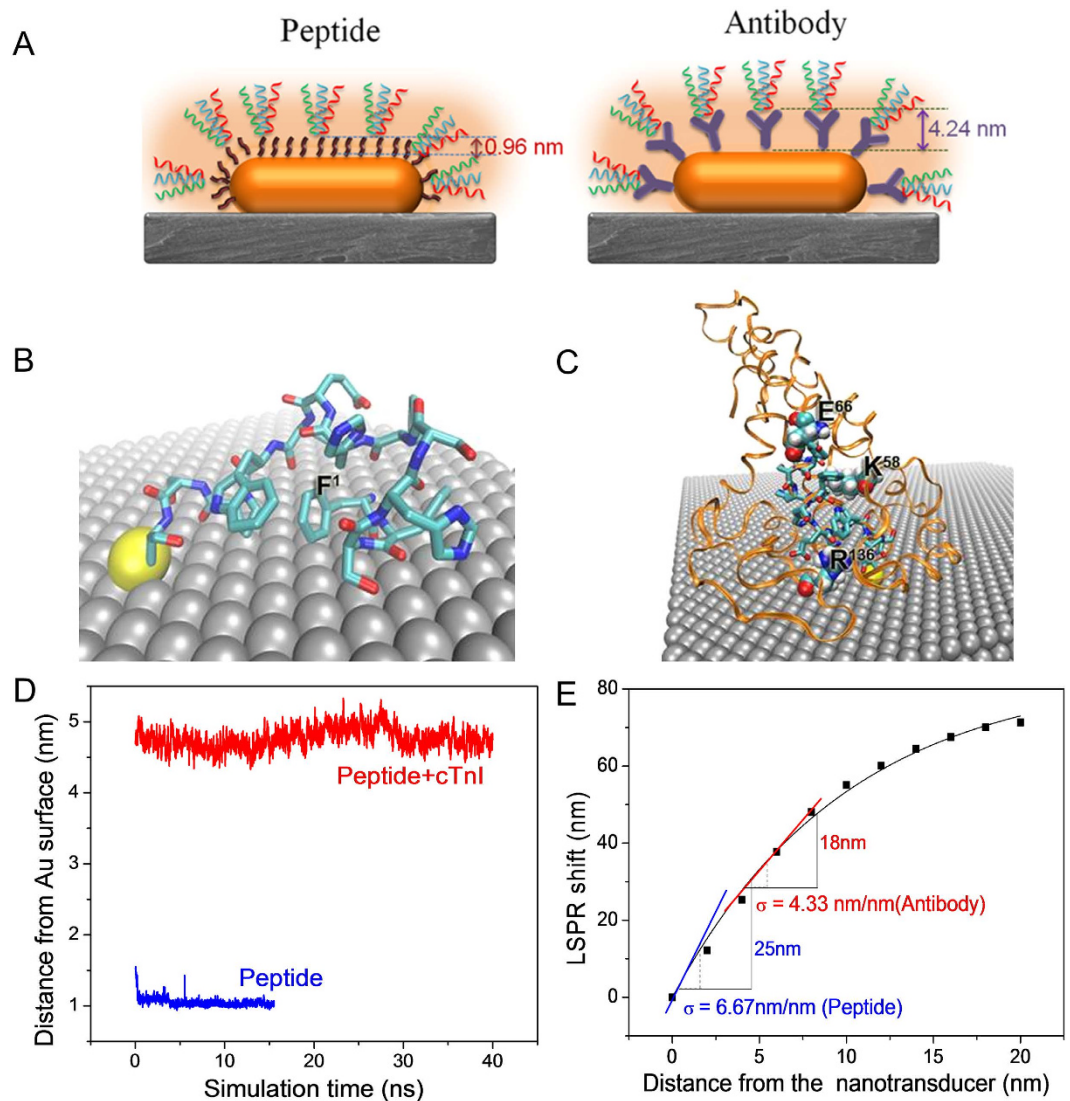 A
Peptide
Antibody
0.96 nm
4.24 nm
B
F¹
C
E⁶⁶
K⁵⁸
R¹³⁶
D
Distance from Au surface (nm)
5
4
3
2
1
Peptide+cTnI
Peptide
0
10
20
30
40
Simulation time (ns)
E
LSPR shift (nm)
80
60
40
20
0
18nm
σ = 4.33 nm/nm(Antibody)
25nm
σ = 6.67nm/nm (Peptide)
0
5
10
15
20
Distance from the nanotransducer (nm)